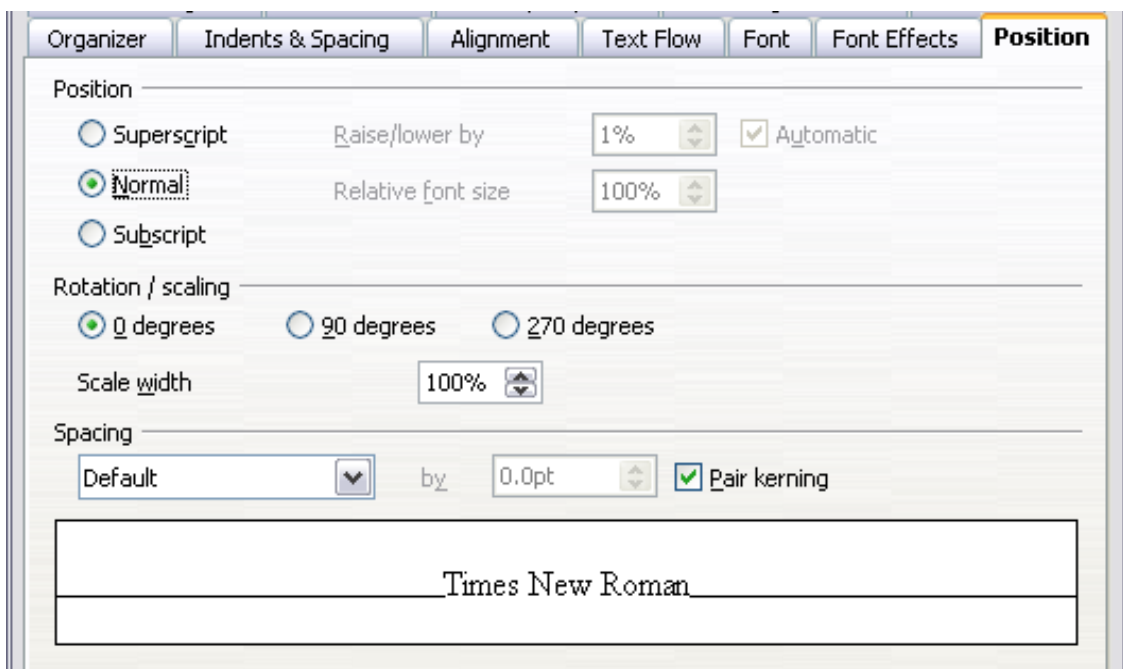 Organizer Indents & Spacing Alignment Text Flow Font Font Effects Position
Position
Superscript Raise/lower by 1% Automatic
Normal Relative font size 100%
Subscript
Rotation / scaling
0 degrees 90 degrees 270 degrees
Scale width 100%
Spacing
Default by 0.0pt Pair kerning
Times New Roman